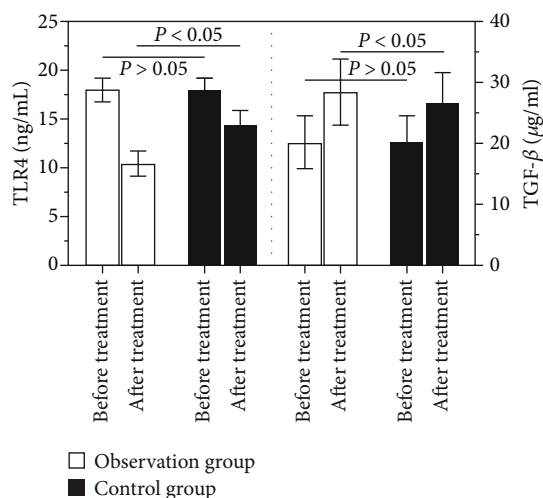 25
20
15
10
5
0
TLR4 (ng/mL)
P < 0.05
P > 0.05
P < 0.05
P > 0.05
40
30
20
10
0
TGF-β (μg/ml)
Before treatment
After treatment
Before treatment
After treatment
Before treatment
After treatment
Before treatment
After treatment
Observation group
Control group